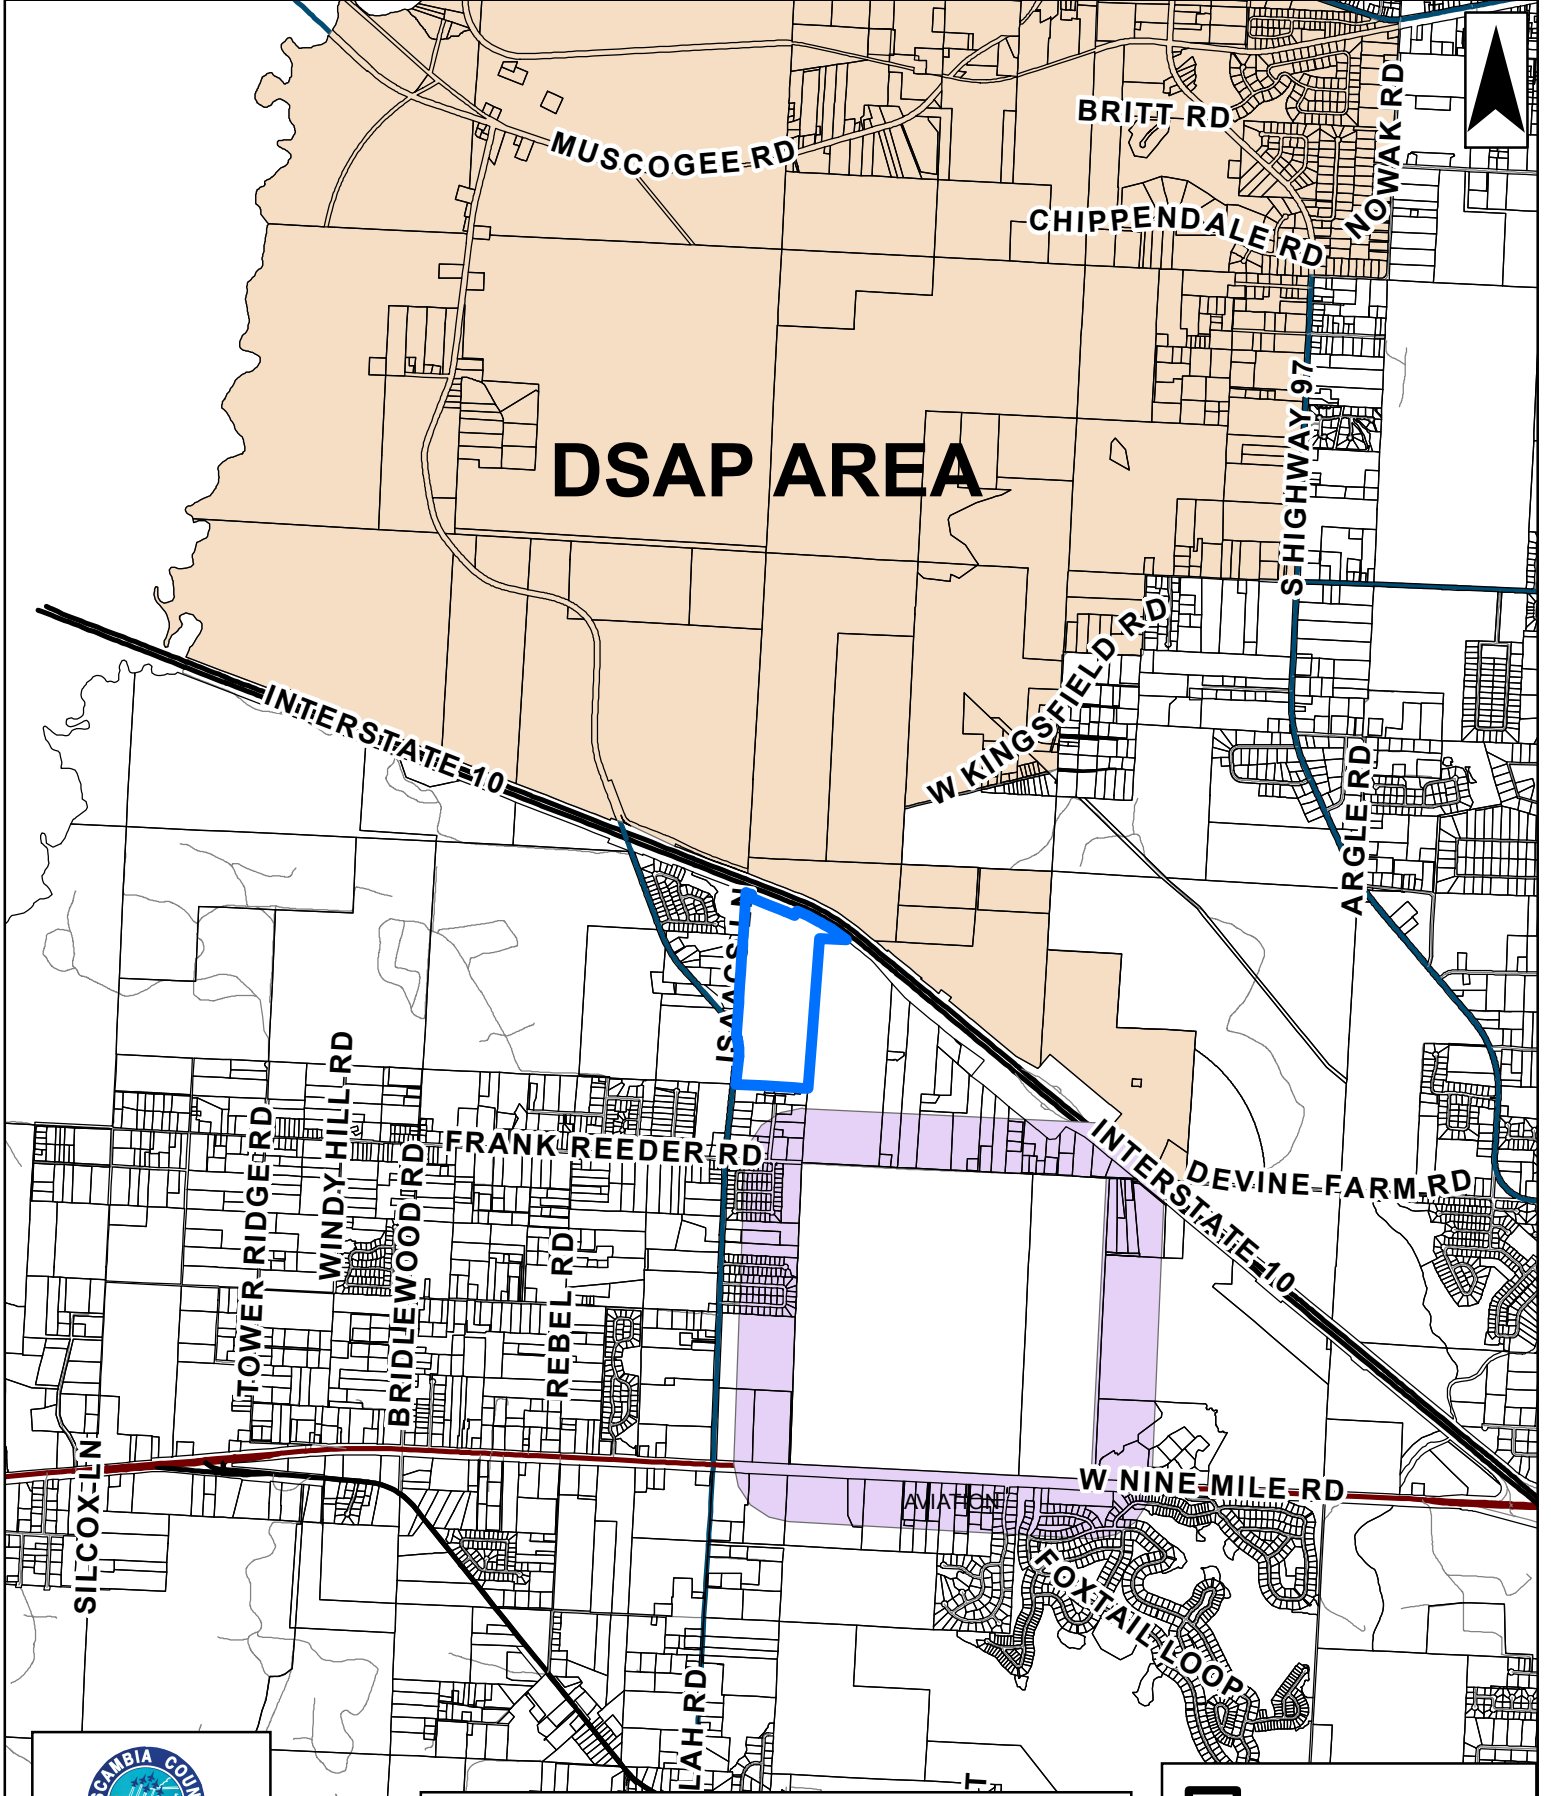 BRITT RD
NOWAK RD
MUSCOGEE RD
CHIPPENDALE RD
S HIGHWAY 97
DSAP AREA
W KINGSFIELD RD
INTERSTATE 10
ARGLE RD
ISAACS LN
WINDY HILL RD
TOWER RIDGE RD
BRIDLEWOOD RD
FRANK REEDER RD
INTERSTATE 10
DEVINE FARM RD
REBEL RD
SILCOX LN
W NINE MILE RD
AVIATION
FOXTAIL LOOP
LAH RD
CAMBIA COUN
T